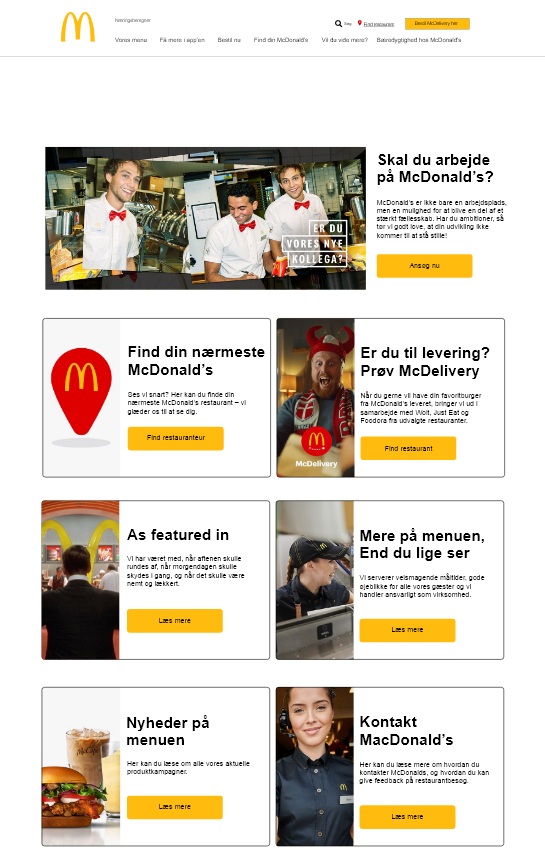 Næringsberegner
Søg
Find restaurant
Bestil McDelivery her
Vores menu
Få mere i app'en
Bestil nu
Find din McDonald's
Vil du vide mere?
Bæredygtighed hos McDonald's
ER DU
VORES NYE
KOLLEGA?
Skal du arbejde
på McDonald's?
McDonald's er ikke bare en arbejdsplads,
men en mulighed for at blive en del af et
stærkt fællesskab. Har du ambitioner, så
tør vi godt love, at din udvikling ikke
kommer til at stå stille!
Ansøg nu
Find din nærmeste
McDonald's
Ses vi snart? Her kan du finde din
nærmeste McDonald's restaurant – vi
glæder os til at se dig.
Find restauranteur
McDelivery
Er du til levering?
Prøv McDelivery
Når du gerne vil have din favoritburger
fra McDonald's leveret, bringer vi ud i
samarbejde med Wolt, Just Eat og
Foodora fra udvalgte restauranter.
Find restaurant
As featured in
Vi har været med, når aftenen skulle
rundes af, når morgendagen skulle
skydes i gang, og når det skulle være
nemt og lækkert.
Læs mere
Mere på menuen,
End du lige ser
Vi serverer velsmagende måltider, gode
øjeblikke for alle vores gæster og vi
handler ansvarligt som virksomhed.
Læs mere
McCafé
Nyheder på
menuen
Her kan du læse om alle vores aktuelle
produktkampagner.
Læs mere
Kontakt
MacDonald's
Her kan du læse mere om hvordan du
kontakter McDonalds, og hvordan du kan
give feedback på restaurantbesøg.
Læs mere